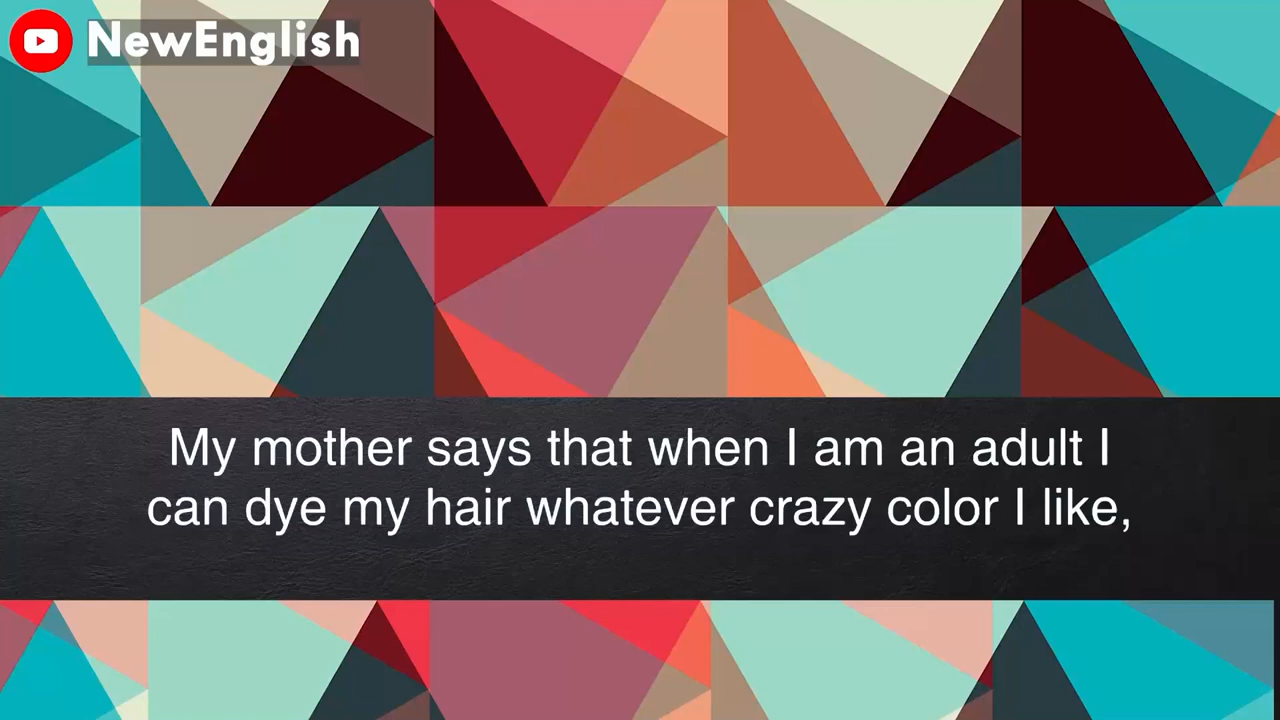 NewEnglish
My mother says that when I am an adult I
can dye my hair whatever crazy color I like,